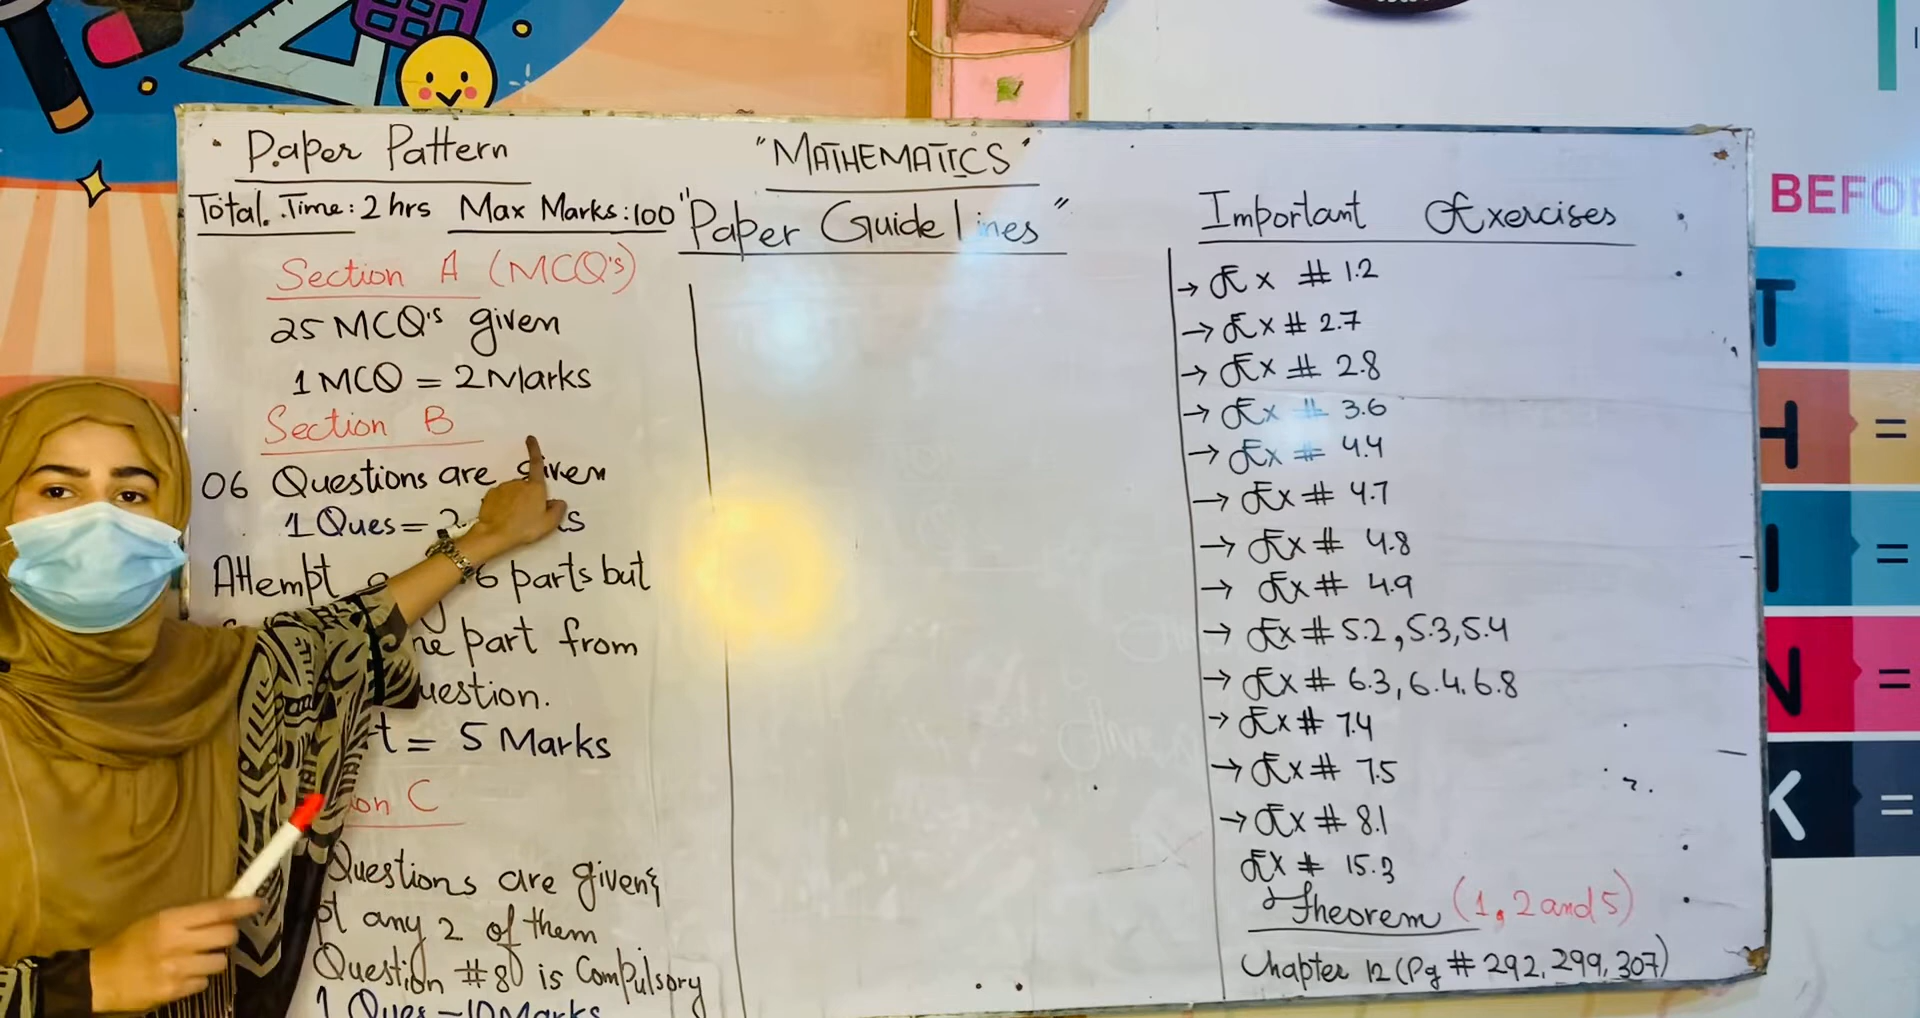 Paper Pattern
Total Time: 2 hrs Max Marks: 100
Section A (MCQ's)
25 MCQ's given
1 MCQ = 2 Marks
Section B
06 Questions are given
1 Ques =
Attempt 6 parts but
part from
= 5 Marks
C
Questions are given &
any 2 of them
Question #8 is Compulsory
1 Ques = 10 Marks
"MATHEMATICS"
"Paper Guidelines"
Important Exercises
→ Ex # 1.2
→ Ex # 2.7
→ Ex # 2.8
→ Ex # 3.6
→ Ex # 4.4
→ Ex # 4.7
→ Ex # 4.8
→ Ex # 4.9
→ Ex # 5.2, 5.3, 5.4
→ Ex # 6.3, 6.4, 6.8
→ Ex # 7.4
→ Ex # 7.5
→ Ex # 8.1
Ex # 15.3
Theorem (1, 2 and 5)
Chapter 12 (Pg # 292, 299, 307)
BEFO
T
H =
I =
N =
K =